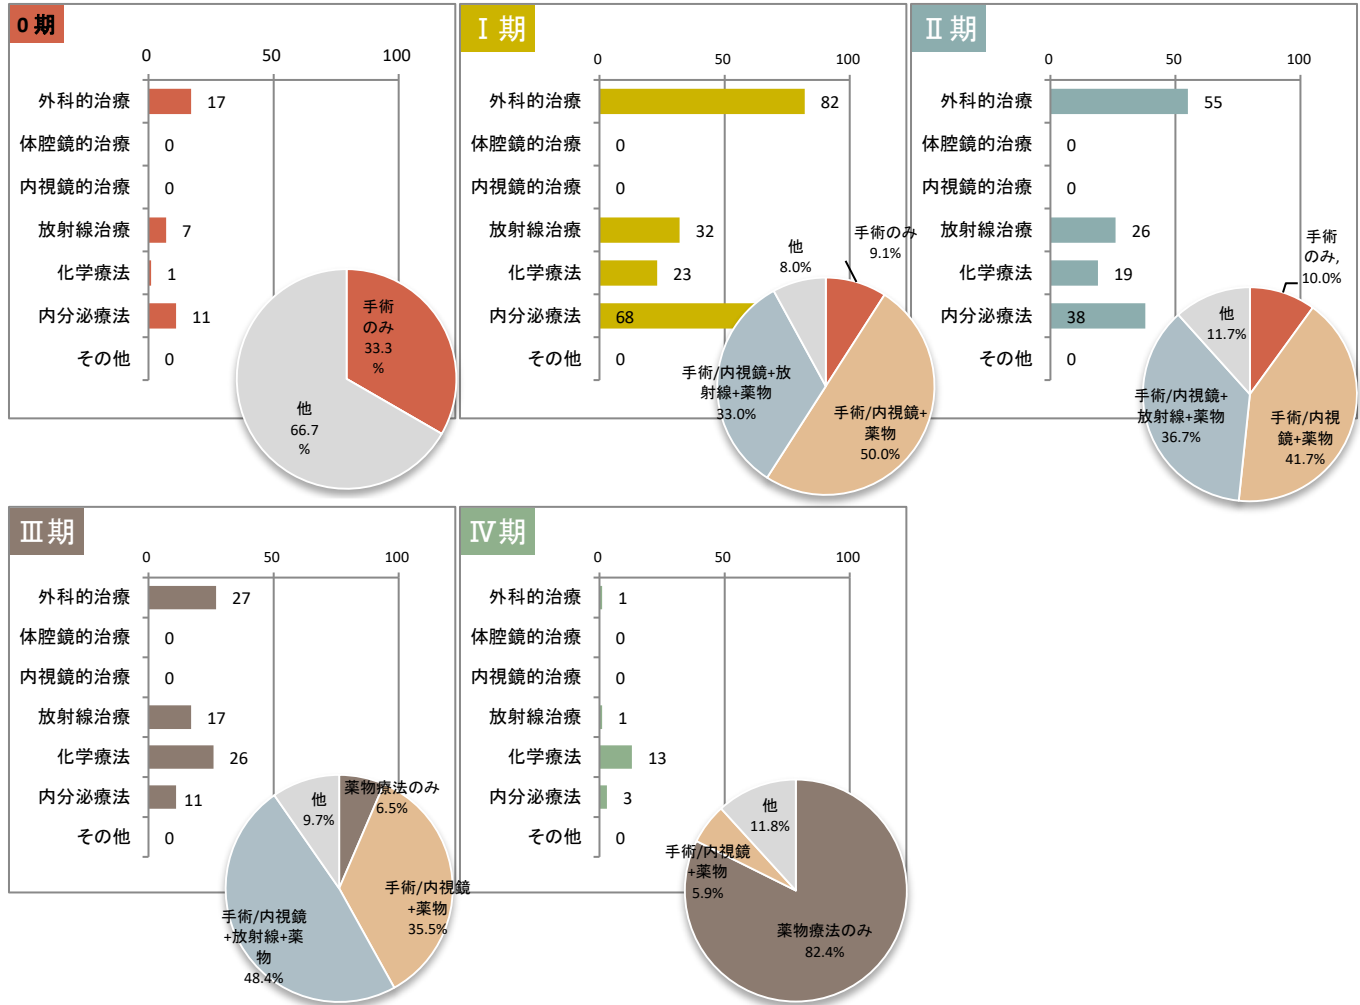 0期
0
50
100
外科的治療
17
体腔鏡的治療
0
内視鏡的治療
0
放射線治療
7
化学療法
1
内分泌療法
11
その他
0
手術
のみ
33.3
%
他
66.7
%
Ⅰ期
0
50
100
外科的治療
82
体腔鏡的治療
0
内視鏡的治療
0
放射線治療
32
化学療法
23
内分泌療法
68
その他
0
手術のみ
9.1%
他
8.0%
手術/内視鏡+放
射線+薬物
33.0%
手術/内視鏡+
薬物
50.0%
Ⅱ期
0
50
100
外科的治療
55
体腔鏡的治療
0
内視鏡的治療
0
放射線治療
26
化学療法
19
内分泌療法
38
その他
0
手術
のみ,
10.0%
他
11.7%
手術/内視鏡+
放射線+薬物
36.7%
手術/内視
鏡+薬物
41.7%
Ⅲ期
0
50
100
外科的治療
27
体腔鏡的治療
0
内視鏡的治療
0
放射線治療
17
化学療法
26
内分泌療法
11
その他
0
薬物療法のみ
6.5%
他
9.7%
手術/内視鏡
+薬物
35.5%
手術/内視鏡
+放射線+薬
物
48.4%
Ⅳ期
0
50
100
外科的治療
1
体腔鏡的治療
0
内視鏡的治療
0
放射線治療
1
化学療法
13
内分泌療法
3
その他
0
他
11.8%
手術/内視鏡
+薬物
5.9%
薬物療法のみ
82.4%